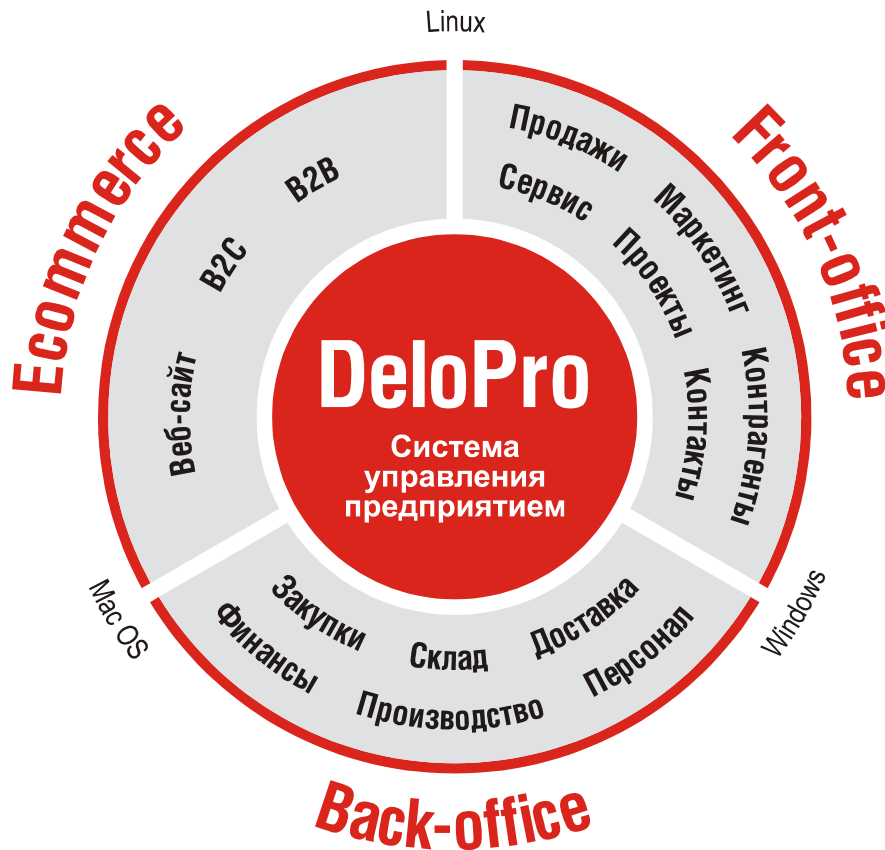 Linux
Ecommerce
B2B
B2C
Веб-сайт
Front-office
Продажи
Сервис
Маркетинг
Проекты
Контрагенты
Контакты
DeloPro
Система
управления
предприятием
Mac OS
Windows
Закупки
Финансы
Склад
Производство
Доставка
Персонал
Back-office